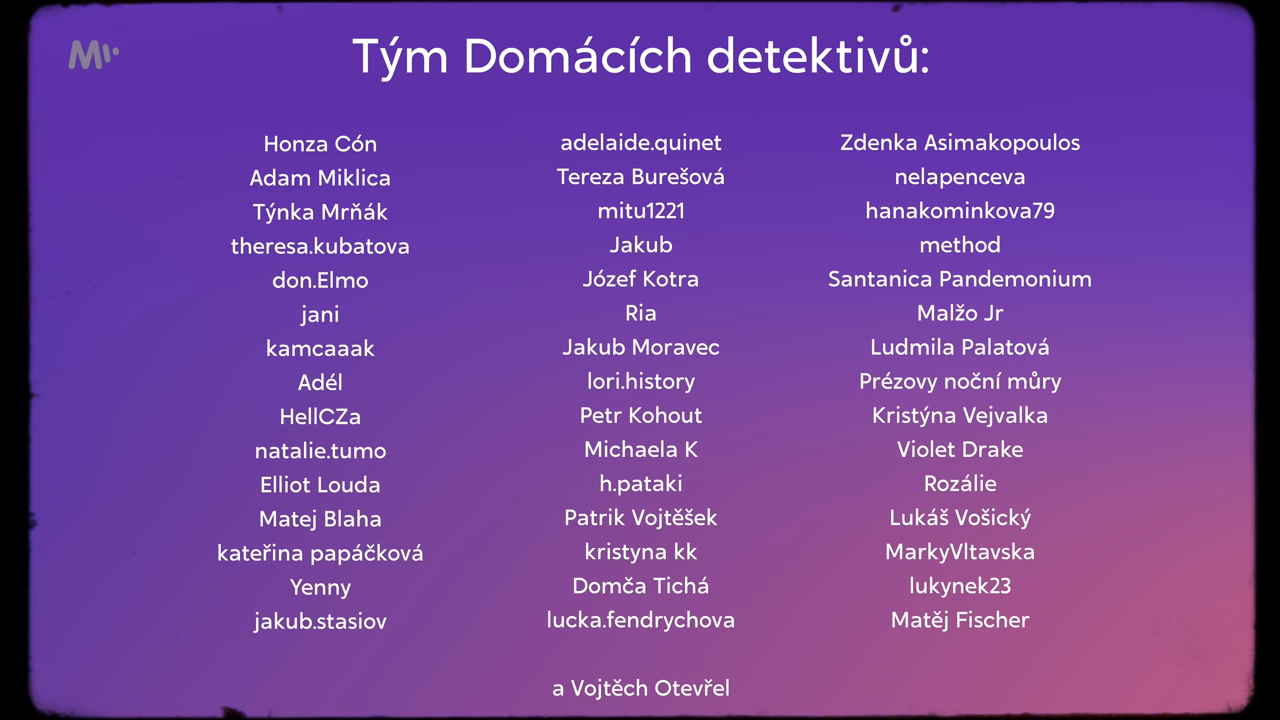 Tým Domácích detektivů:
Honza Cón
Adam Miklica
Týnka Mrňák
theresa.kubatova
don.Elmo
jani
kamcaaak
Adél
HellCZa
natalie.tumo
Elliot Louda
Matej Blaha
kateřina papáčková
Yenny
jakub.stasiov
adelaide.quinet
Tereza Burešová
mitu1221
Jakub
Józef Kotra
Ria
Jakub Moravec
lori.history
Petr Kohout
Michaela K
h.pataki
Patrik Vojtěšek
kristyna kk
Domča Tichá
lucka.fendrychova
Zdenka Asimakopoulos
nelapenceva
hanakominkova79
method
Santanica Pandemonium
Malžo Jr
Ludmila Palatová
Prézovy noční můry
Kristýna Vejvalka
Violet Drake
Rozálie
Lukáš Vošický
MarkyVltavska
lukynek23
Matěj Fischer
a Vojtěch Otevřel